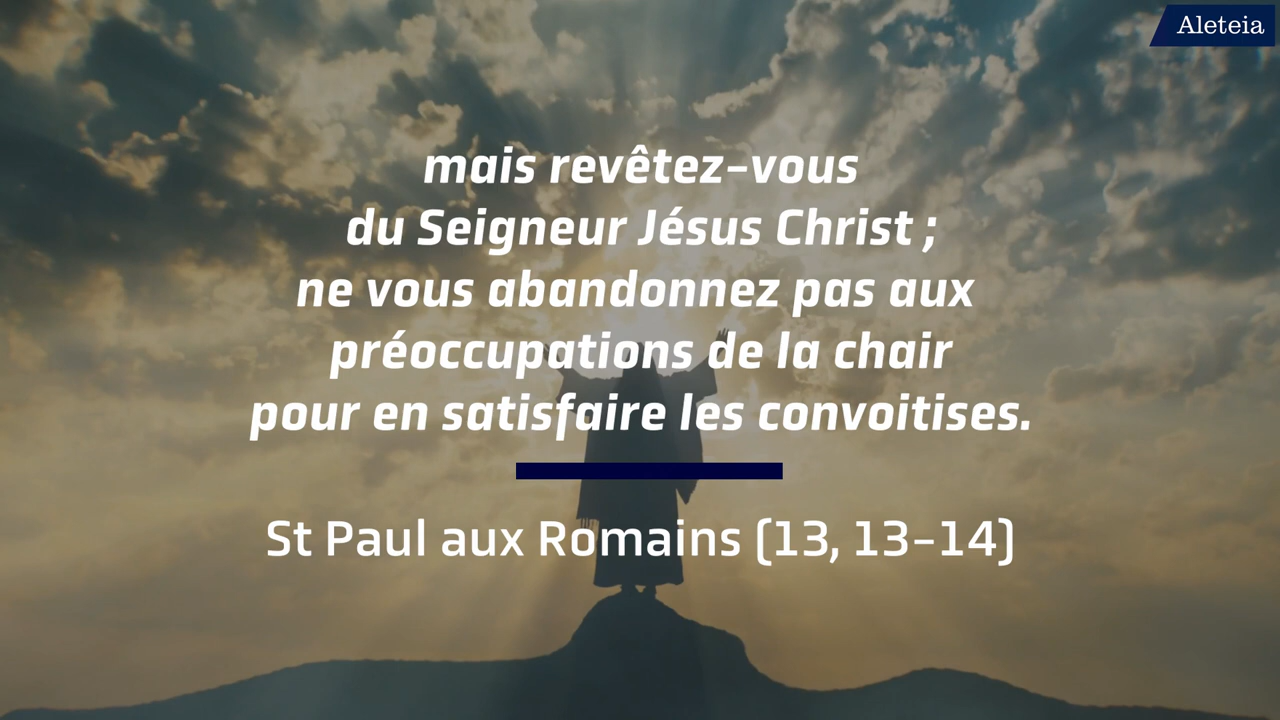 Aleteia
mais revêtez-vous
du Seigneur Jésus Christ ;
ne vous abandonnez pas aux
préoccupations de la chair
pour en satisfaire les convoitises.
St Paul aux Romains (13, 13-14)